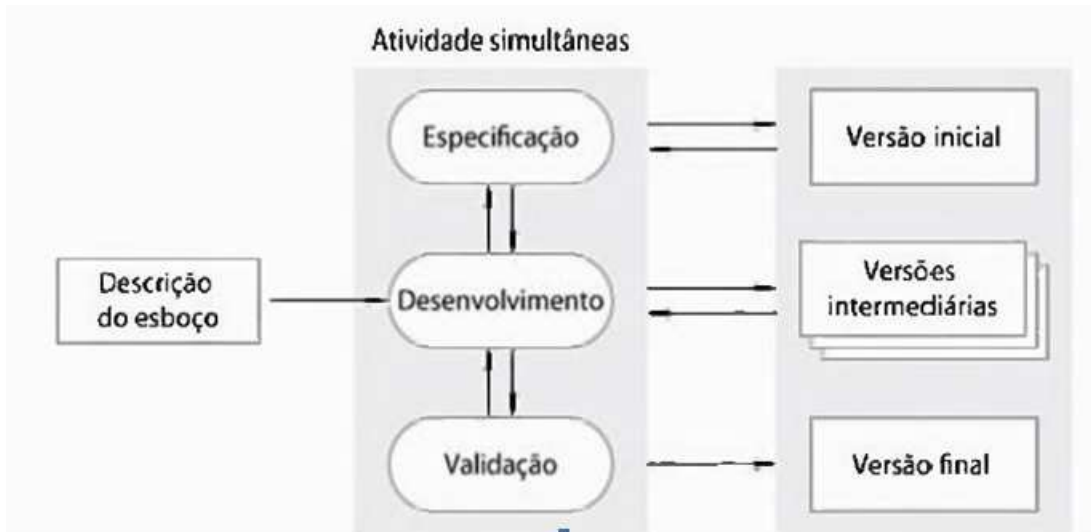 Atividade simultâneas
Especificação
Versão inicial
Descrição
do esboço
Desenvolvimento
Versões
intermediárias
Validação
Versão final